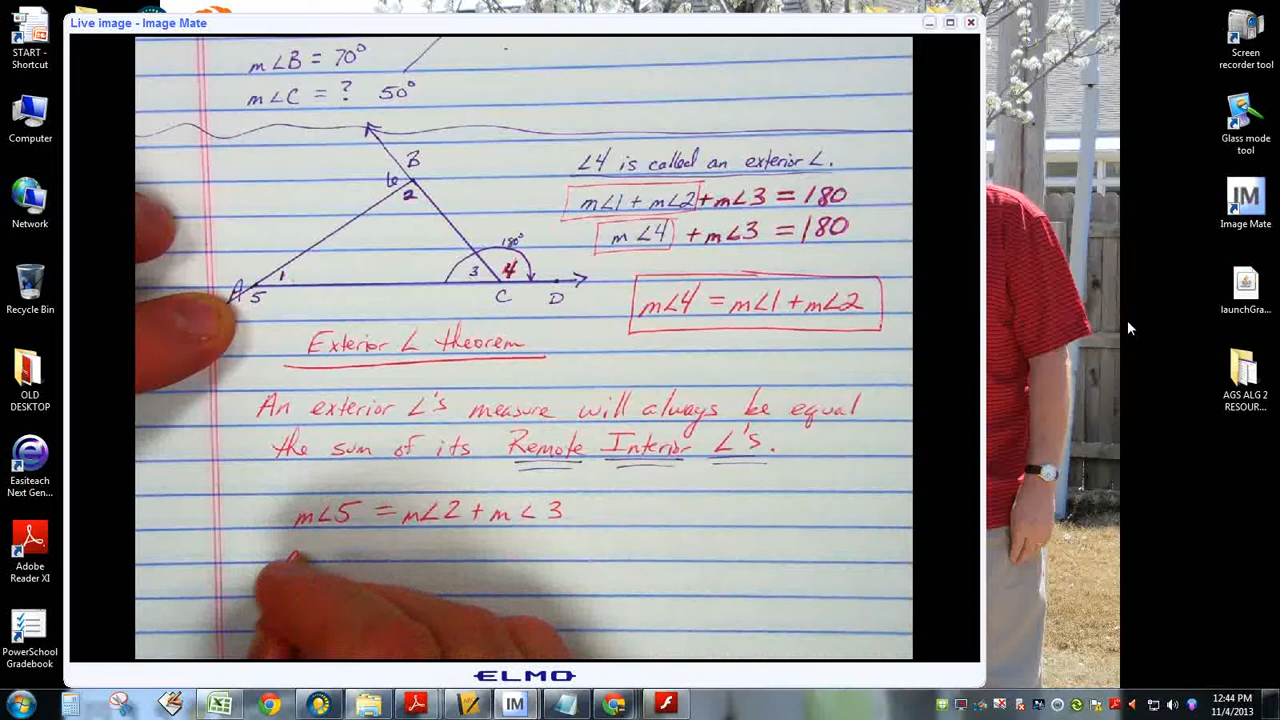 Live image - Image Mate
START - Shortcut
Computer
Network
Recycle Bin
OLD DESKTOP
Easiteach Next Gen...
Adobe Reader XI
PowerSchool Gradebook
m∠B = 70°
m∠C = ? 50°
B
6
2
180°
1
3
4
A
5
C
D
∠4 is called an exterior ∠.
m∠1 + m∠2 + m∠3 = 180
m∠4 + m∠3 = 180
m∠4 = m∠1 + m∠2
Exterior ∠ theorem
An exterior ∠'s measure will always be equal
the sum of its Remote Interior ∠'s.
m∠5 = m∠2 + m∠3
ELMO
Screen recorder tool
Glass mode tool
IM
Image Mate
launchGra...
AGS ALG 2 RESOUR...
IM
12:44 PM
11/4/2013